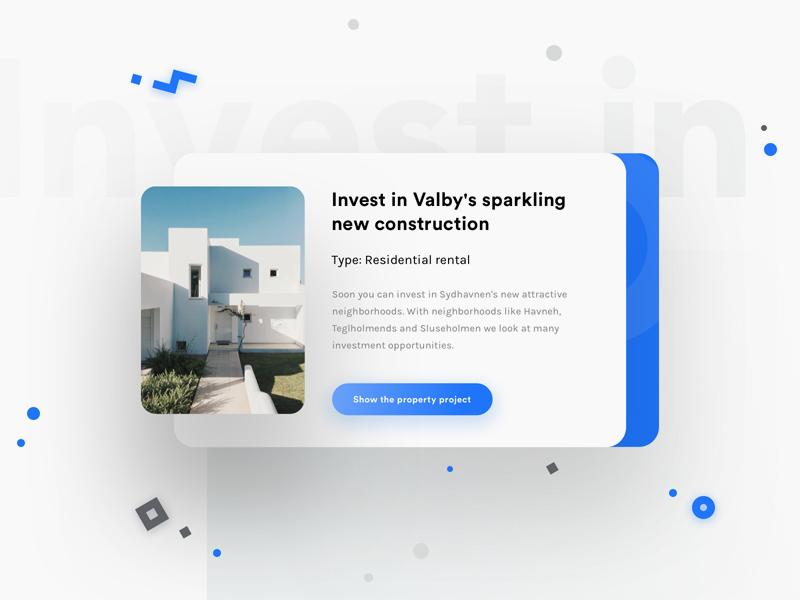 Invest in
Invest in Valby's sparkling
new construction
Type: Residential rental
Soon you can invest in Sydhavnen's new attractive
neighborhoods. With neighborhoods like Havneh,
Teglholmends and Sluseholmen we look at many
investment opportunities.
Show the property project